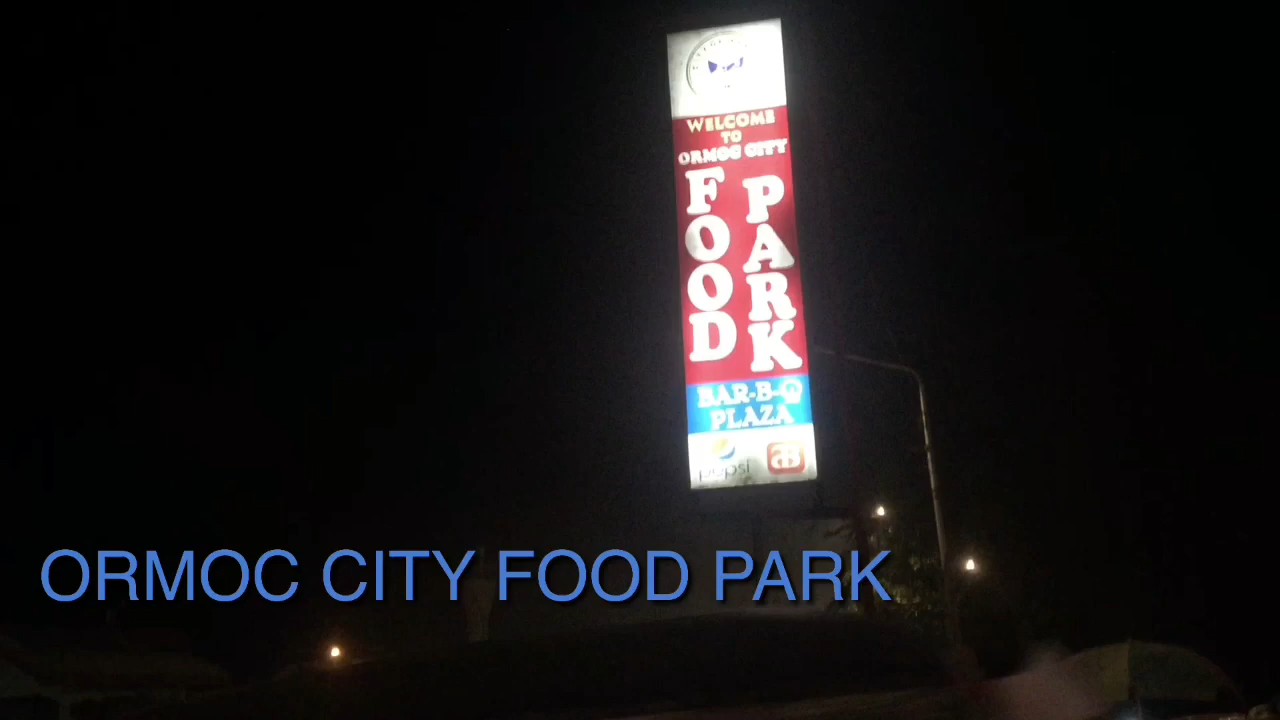 WELCOME
TO
ORMOC CITY
FOOD PARK
BAR-B-Q
PLAZA
pepsi
ORMOC CITY FOOD PARK